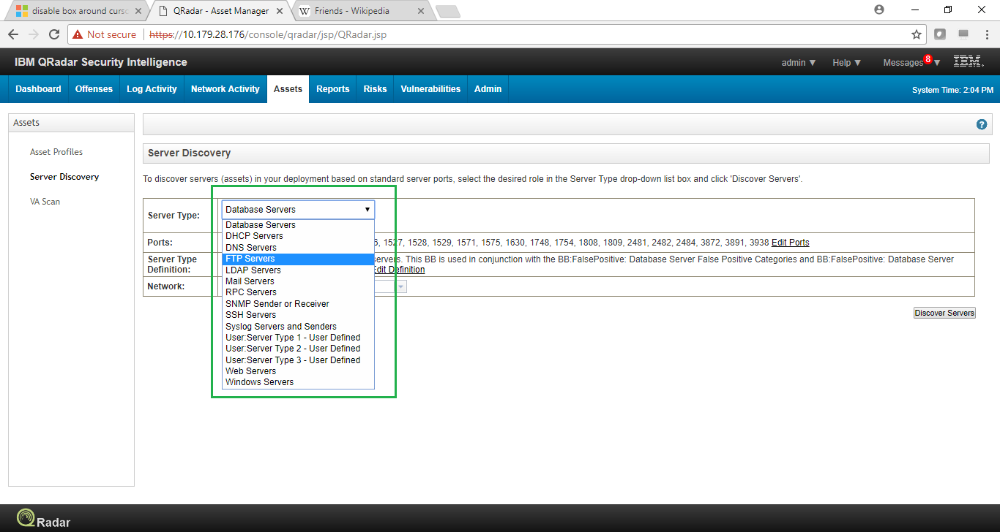 disable box around curs
QRadar - Asset Manager
Friends - Wikipedia
Not secure https://10.179.28.176/console/qradar/jsp/QRadar.jsp
IBM QRadar Security Intelligence
admin ▼ Help ▼ Messages 8 ▼ IBM.
Dashboard Offenses Log Activity Network Activity Assets Reports Risks Vulnerabilities Admin System Time: 2:04 PM
Assets
Asset Profiles
Server Discovery
VA Scan
?
Server Discovery
To discover servers (assets) in your deployment based on standard server ports, select the desired role in the Server Type drop-down list box and click 'Discover Servers'.
Server Type: Database Servers ▼
Database Servers
DHCP Servers
DNS Servers
FTP Servers
LDAP Servers
Mail Servers
RPC Servers
SNMP Sender or Receiver
SSH Servers
Syslog Servers and Senders
User:Server Type 1 - User Defined
User:Server Type 2 - User Defined
User:Server Type 3 - User Defined
Web Servers
Windows Servers
Ports: 6, 1527, 1528, 1529, 1571, 1575, 1630, 1748, 1754, 1808, 1809, 2481, 2482, 2484, 3872, 3891, 3938 Edit Ports
Server Type Definition: servers. This BB is used in conjunction with the BB:FalsePositive: Database Server False Positive Categories and BB:FalsePositive: Database Server
Edit Definition
Network:
Discover Servers
QRadar